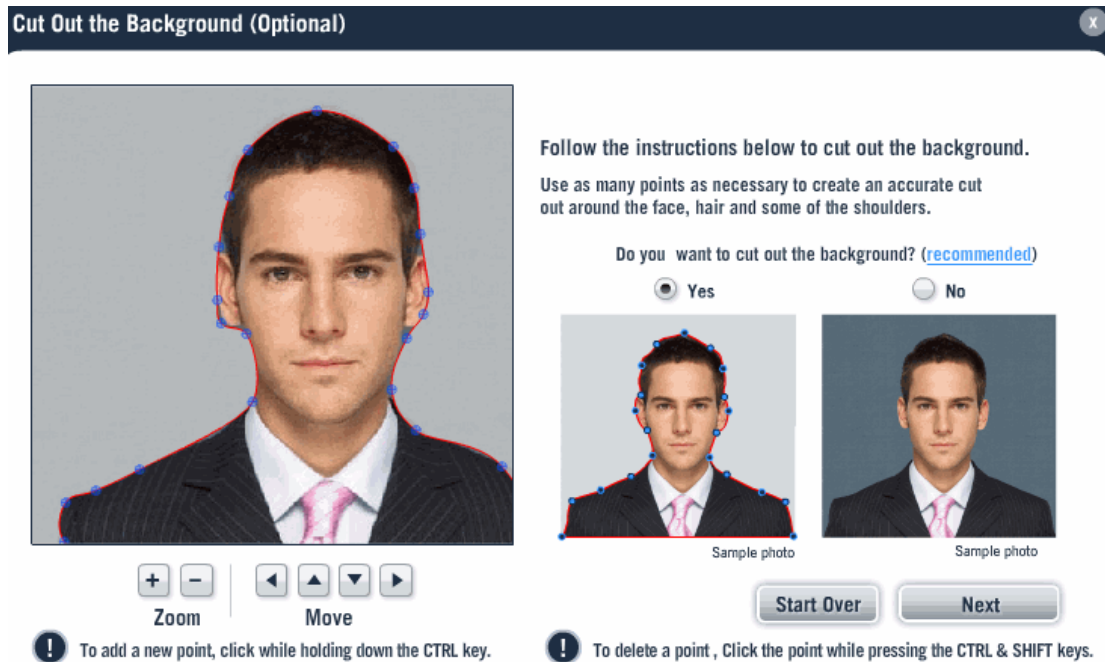 Cut Out the Background (Optional)
X
Follow the instructions below to cut out the background.
Use as many points as necessary to create an accurate cut
out around the face, hair and some of the shoulders.
Do you want to cut out the background? (recommended)
Yes
No
Sample photo
Sample photo
+ -
Zoom
Move
Start Over
Next
! To add a new point, click while holding down the CTRL key.
! To delete a point , Click the point while pressing the CTRL & SHIFT keys.